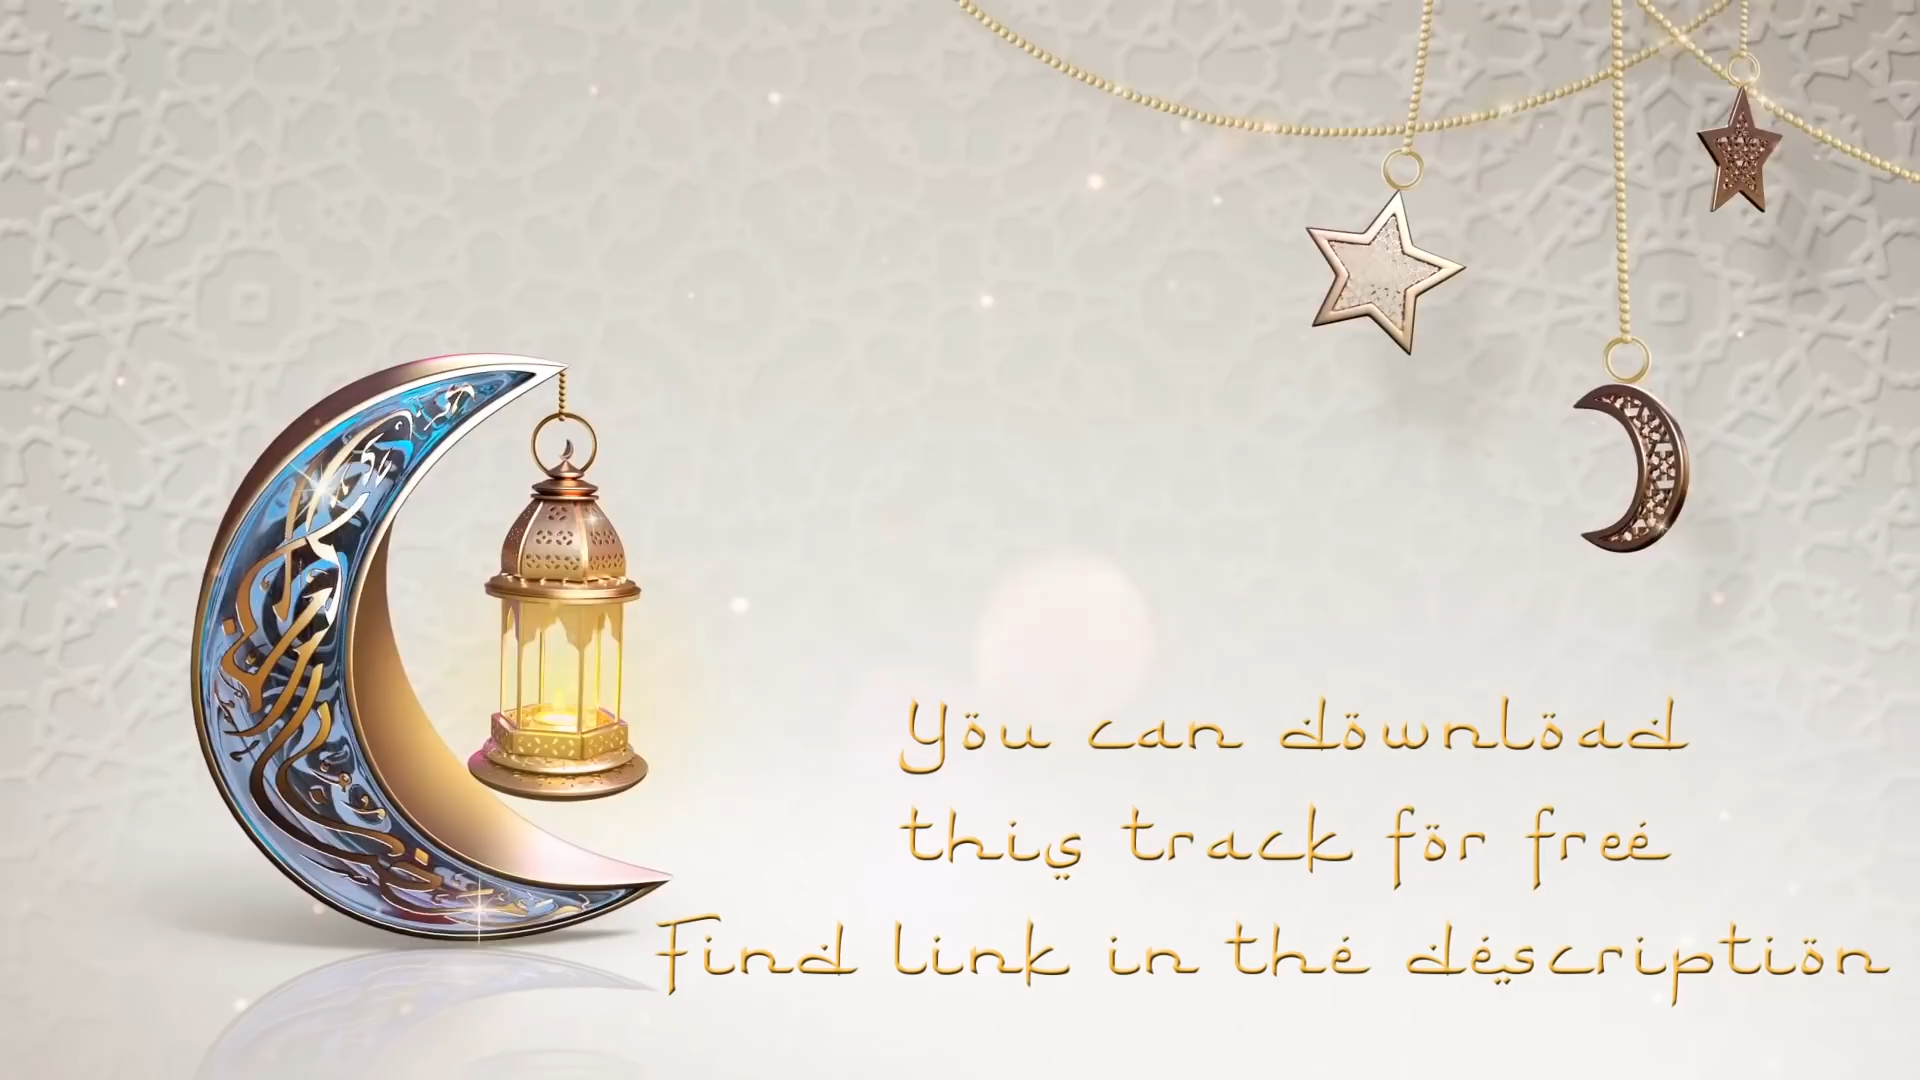 You can download
this track for free
Find link in the description